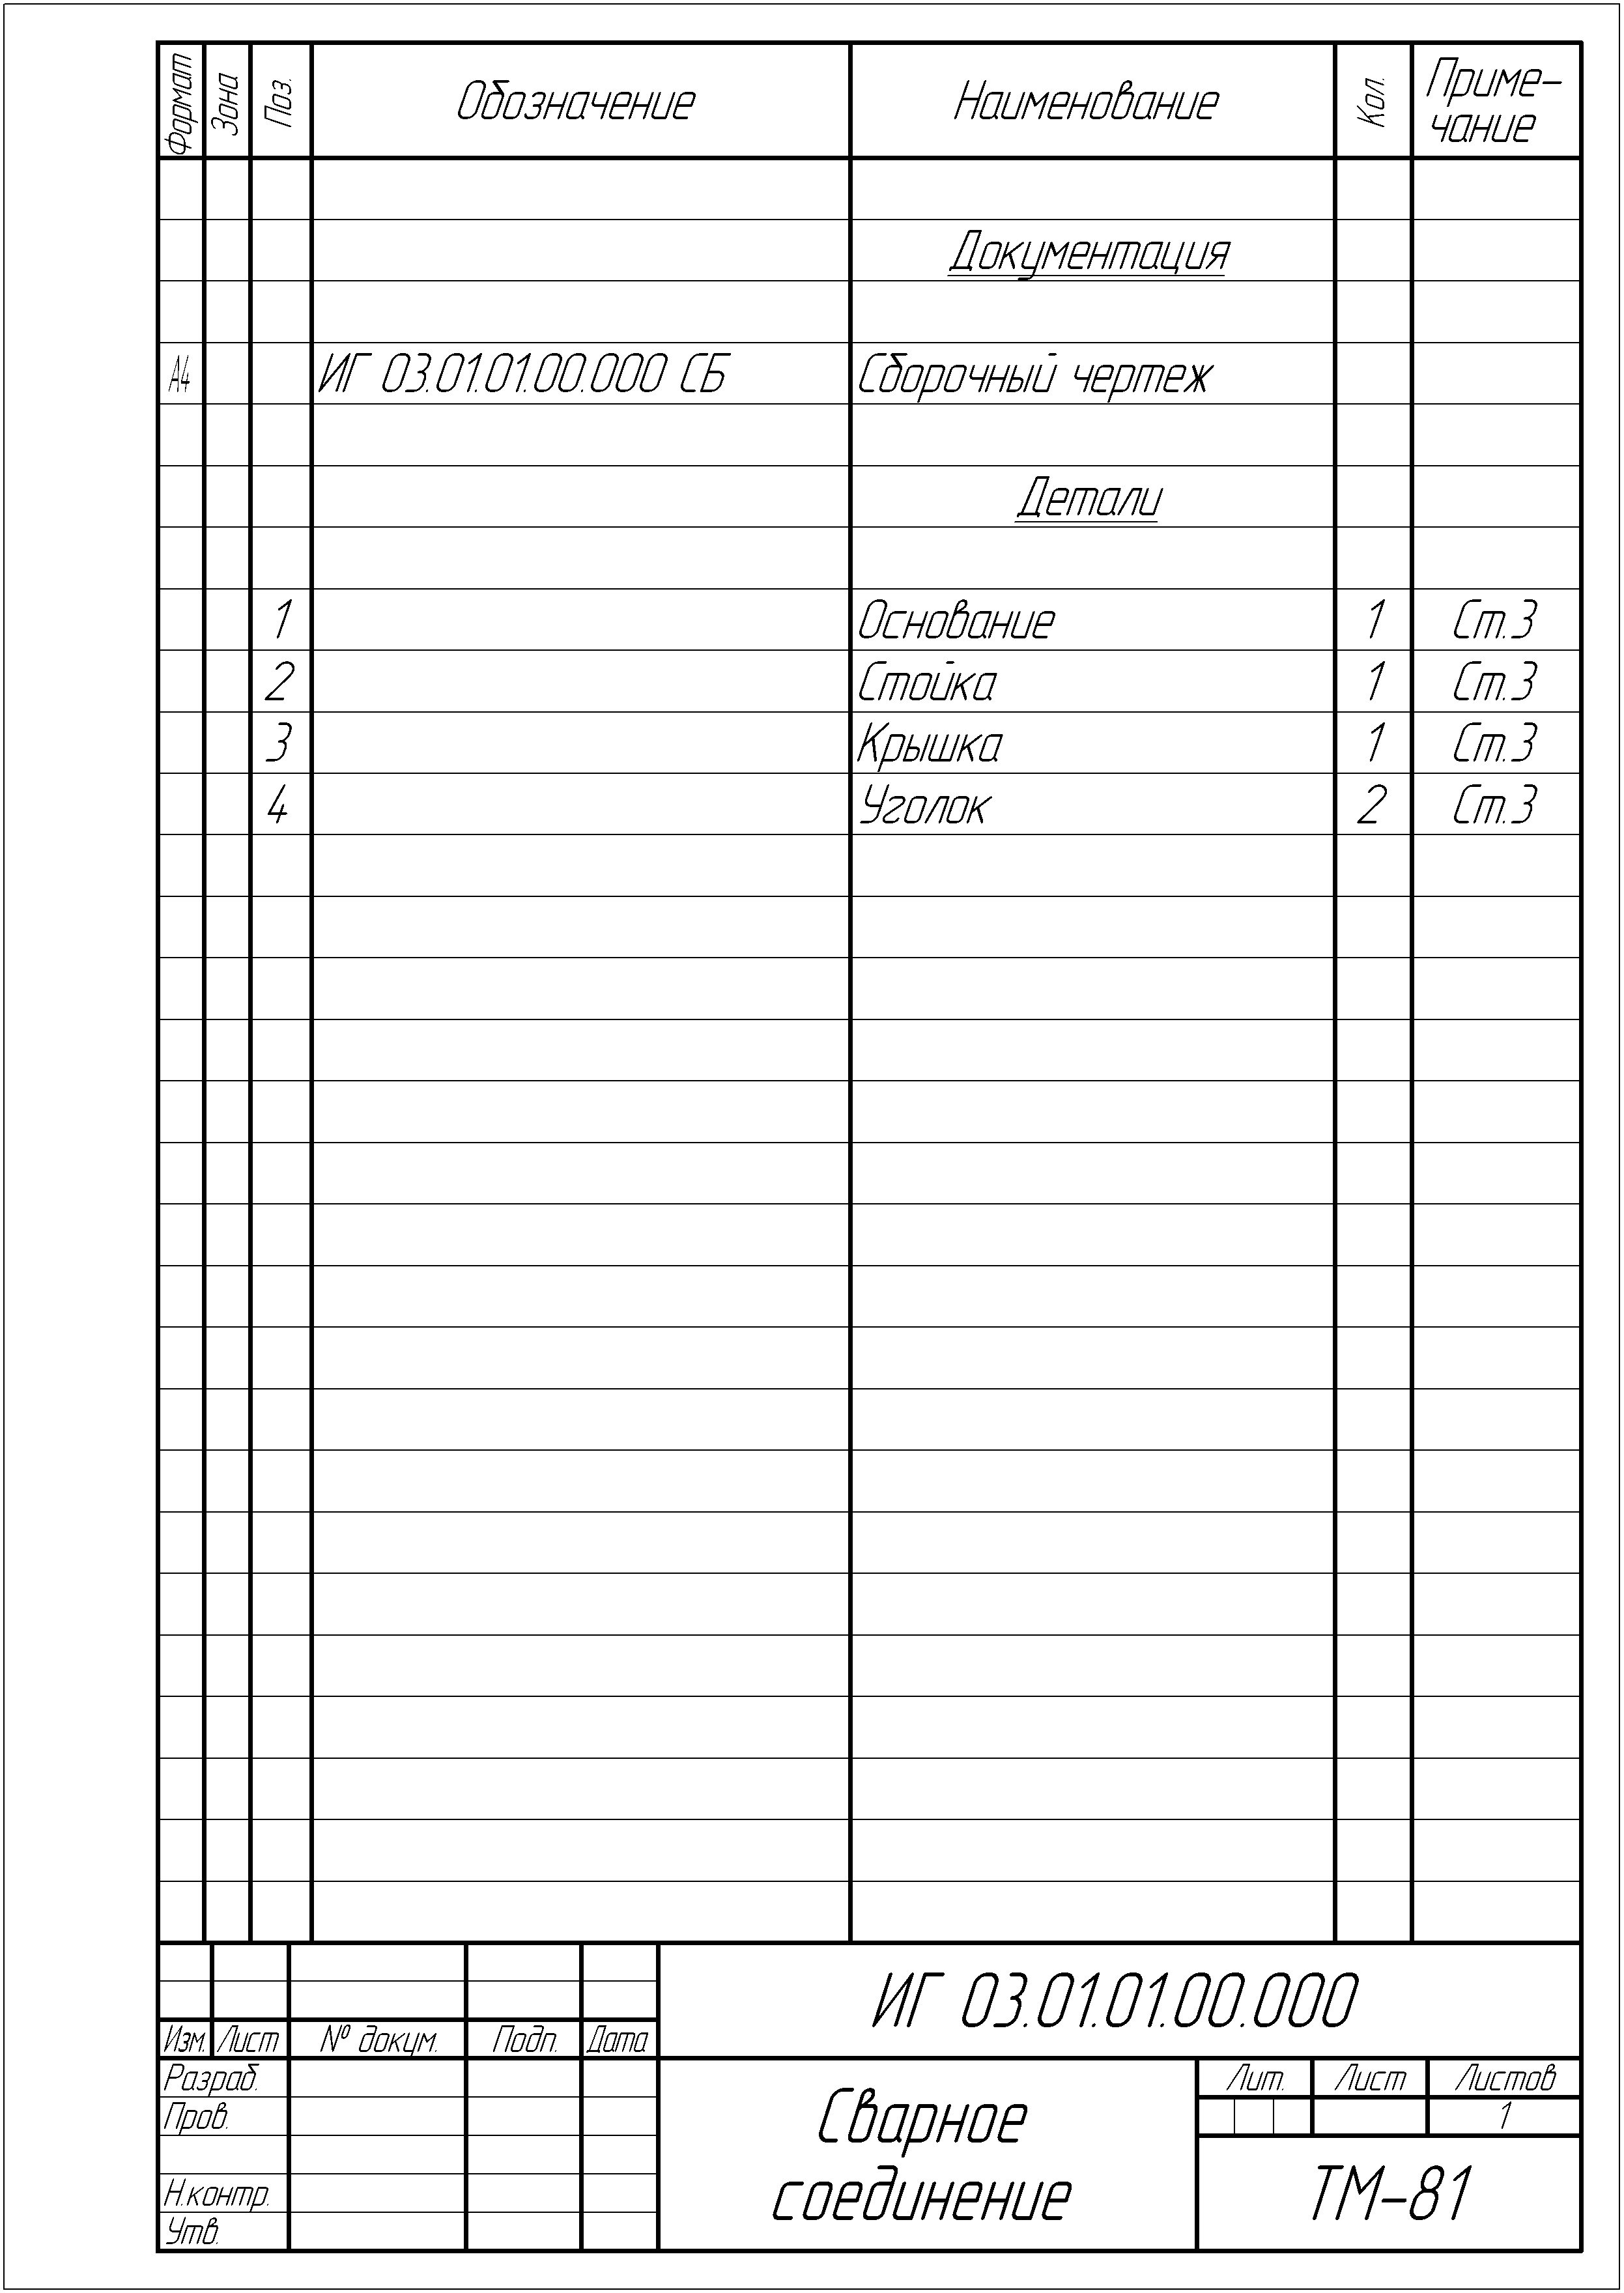 Формат Зона Поз. Обозначение Наименование Кол. Приме-
чание
Документация
А4 ИГ 03.01.01.00.000 СБ Сборочный чертеж
Детали
1 Основание 1 Ст.3
2 Стойка 1 Ст.3
3 Крышка 1 Ст.3
4 Уголок 2 Ст.3
ИГ 03.01.01.00.000
Изм. Лист № докум. Подп. Дата
Разраб.
Пров.
Н.контр.
Утв.
Сварное
соединение
Лит. Лист Листов
1
ТМ-81